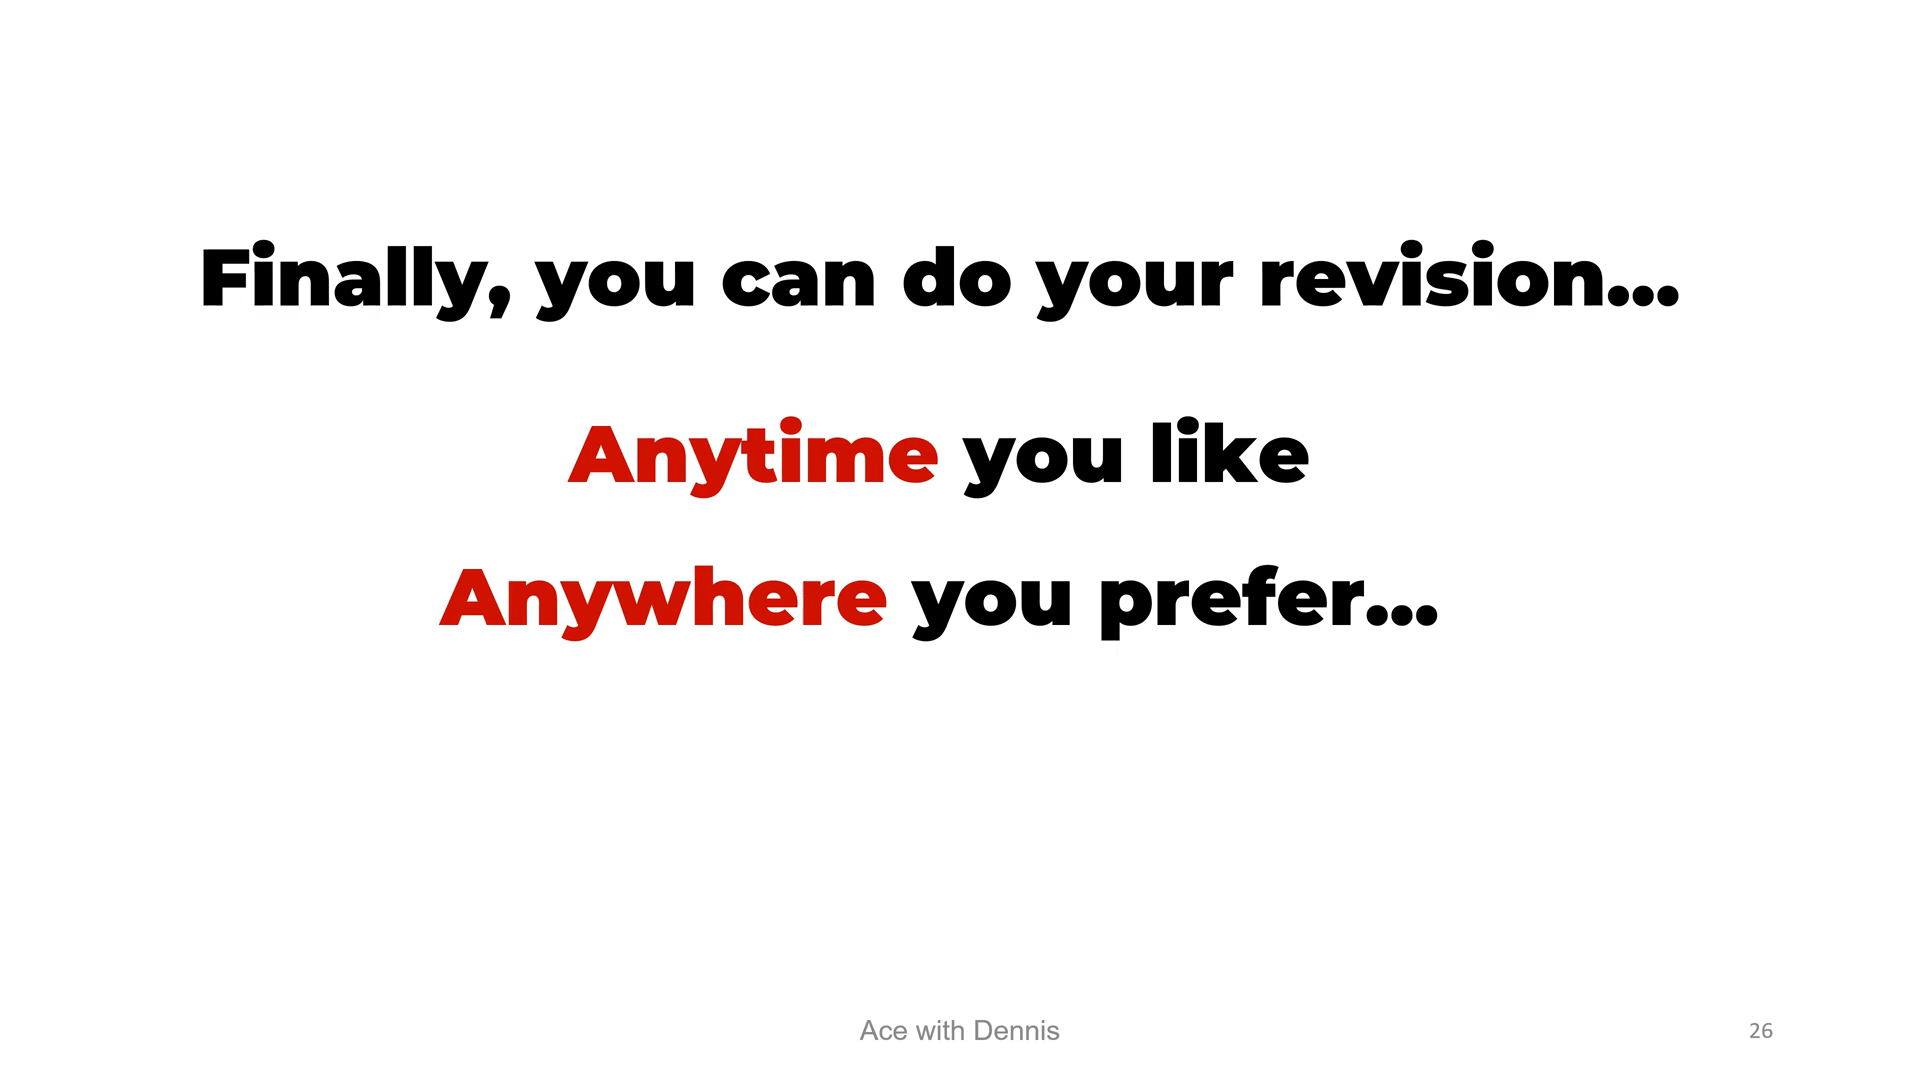 Finally, you can do your revision...
Anytime you like
Anywhere you prefer...
Ace with Dennis
26